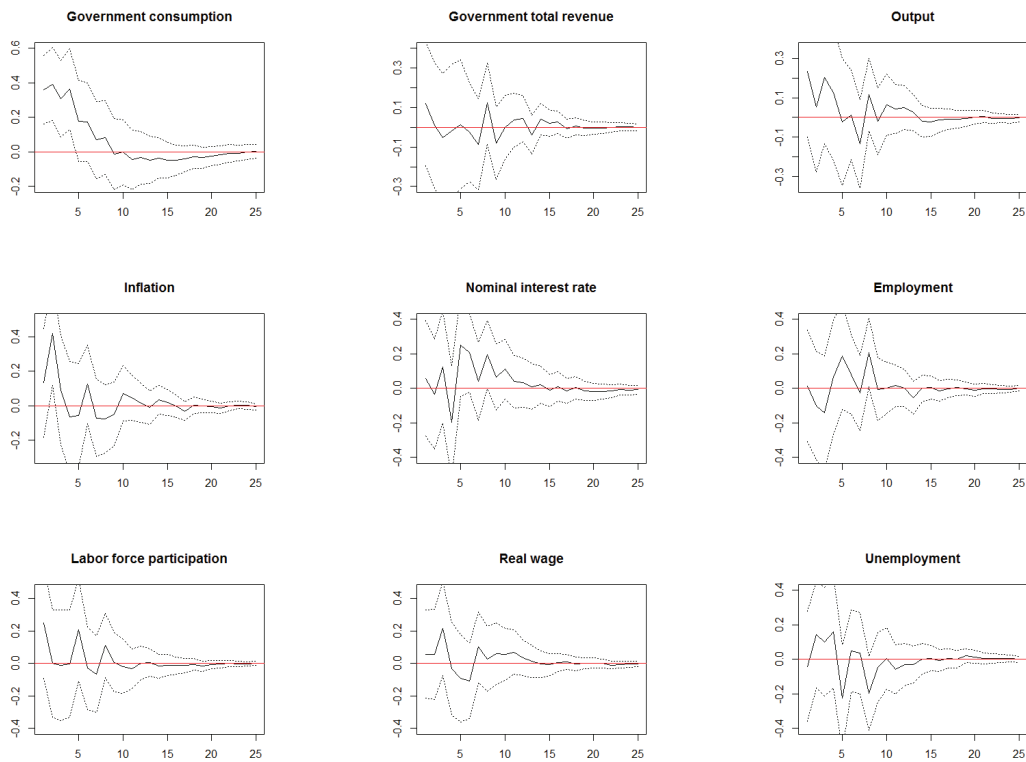 Government consumption
Government total revenue
Output
0.6
0.4
0.2
0.0
-0.2
5 10 15 20 25
0.3
0.1
-0.1
-0.3
5 10 15 20 25
0.3
0.1
-0.1
-0.3
5 10 15 20 25
Inflation
Nominal interest rate
Employment
0.4
0.2
0.0
-0.2
5 10 15 20 25
0.4
0.2
0.0
-0.2
-0.4
5 10 15 20 25
0.4
0.2
0.0
-0.2
-0.4
5 10 15 20 25
Labor force participation
Real wage
Unemployment
0.4
0.2
0.0
-0.2
-0.4
5 10 15 20 25
0.4
0.2
0.0
-0.2
-0.4
5 10 15 20 25
0.4
0.2
0.0
-0.2
-0.4
5 10 15 20 25